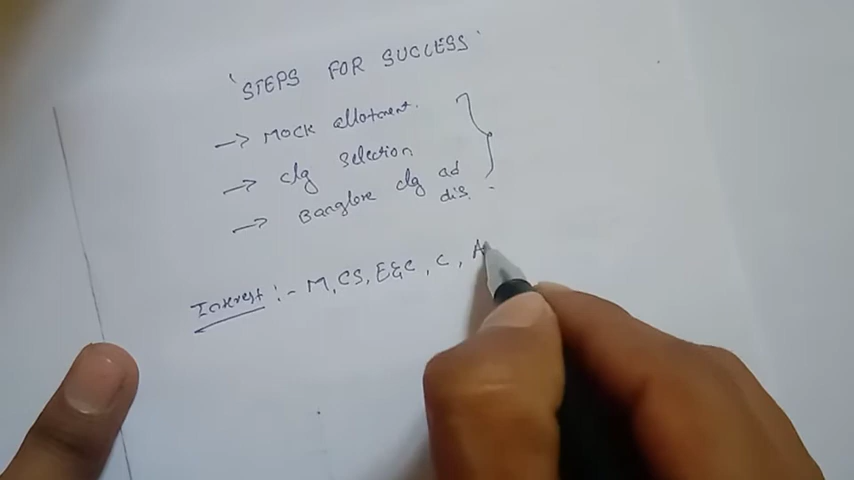 'STEPS FOR SUCCESS'
-> MOCK allotment.
-> clg selection
-> Banglore clg ad
dis.
Interest :- M, CS, E&C, C, A